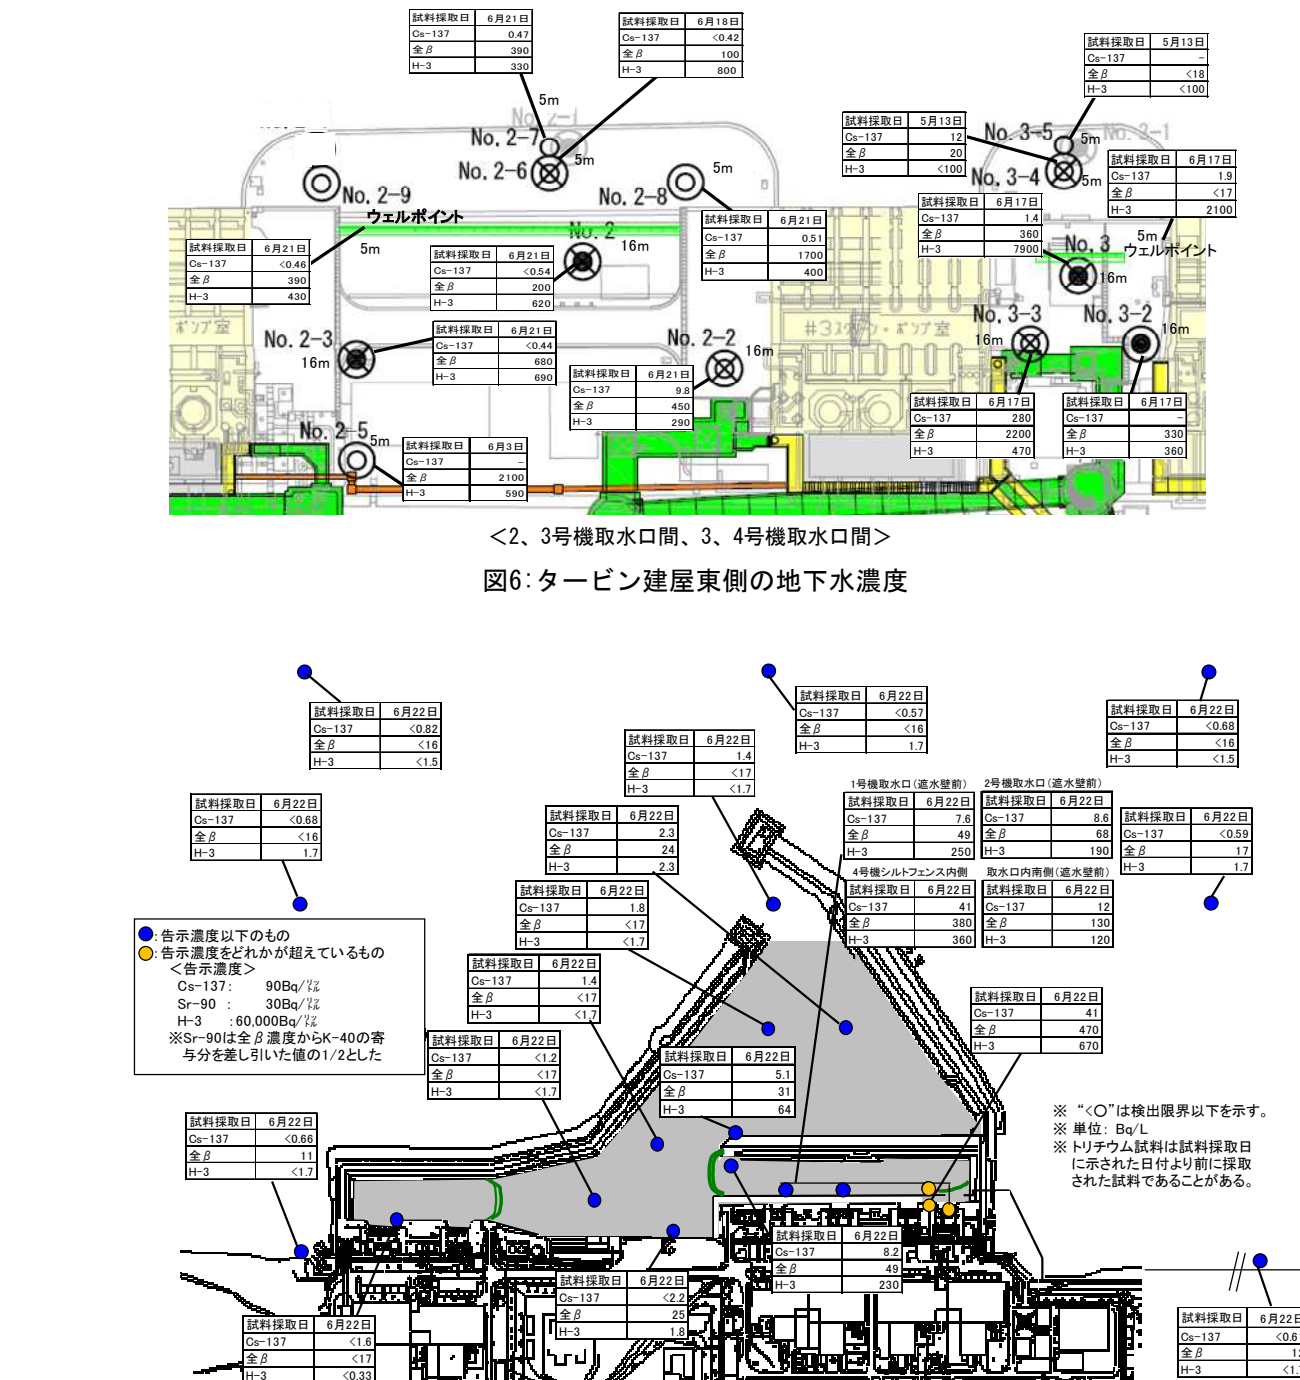 試料採取日 6月21日
Cs-137 0.47
全β 390
H-3 330
試料採取日 6月18日
Cs-137 <0.42
全β 100
H-3 800
試料採取日 5月13日
Cs-137 -
全β <18
H-3 <100
試料採取日 5月13日
Cs-137 12
全β 20
H-3 <100
試料採取日 6月17日
Cs-137 1.9
全β <17
H-3 2100
試料採取日 6月17日
Cs-137 1.4
全β 360
H-3 7900
5m
No. 2-7
No. 2-6
5m
No. 3-5
5m
No. 3-1
No. 3-4
5m
No. 2-9
No. 2-8
5m
ウェルポイント
5m
No. 2
16m
5m
ウェルポイント
No. 3
16m
試料採取日 6月21日
Cs-137 <0.46
全β 390
H-3 430
試料採取日 6月21日
Cs-137 <0.54
全β 200
H-3 620
試料採取日 6月21日
Cs-137 0.51
全β 1700
H-3 400
ポンプ室
No. 2-3
16m
試料採取日 6月21日
Cs-137 <0.44
全β 680
H-3 690
No. 2-2
16m
#3スクリーン・ポンプ室
No. 3-3
16m
No. 3-2
16m
試料採取日 6月21日
Cs-137 9.8
全β 450
H-3 290
試料採取日 6月17日
Cs-137 280
全β 2200
H-3 470
試料採取日 6月17日
Cs-137 -
全β 330
H-3 360
No. 2-5
5m
試料採取日 6月3日
Cs-137 -
全β 2100
H-3 590
<2、3号機取水口間、3、4号機取水口間>
図6:タービン建屋東側の地下水濃度
試料採取日 6月22日
Cs-137 <0.82
全β <16
H-3 <1.5
試料採取日 6月22日
Cs-137 <0.57
全β <16
H-3 1.7
試料採取日 6月22日
Cs-137 <0.68
全β <16
H-3 <1.5
試料採取日 6月22日
Cs-137 1.4
全β <17
H-3 <1.7
試料採取日 6月22日
Cs-137 <0.68
全β <16
H-3 1.7
試料採取日 6月22日
Cs-137 2.3
全β 24
H-3 2.3
1号機取水口(遮水壁前)
試料採取日 6月22日
Cs-137 7.6
全β 49
H-3 250
2号機取水口(遮水壁前)
試料採取日 6月22日
Cs-137 8.6
全β 68
H-3 190
試料採取日 6月22日
Cs-137 <0.59
全β 17
H-3 1.7
4号機シルトフェンス内側
試料採取日 6月22日
Cs-137 41
全β 380
H-3 360
取水口内南側(遮水壁前)
試料採取日 6月22日
Cs-137 12
全β 130
H-3 120
試料採取日 6月22日
Cs-137 1.8
全β <17
H-3 <1.7
:告示濃度以下のもの
:告示濃度をどれかが超えているもの
<告示濃度>
Cs-137: 90Bq/㍑
Sr-90 : 30Bq/㍑
H-3 :60,000Bq/㍑
※Sr-90は全β濃度からK-40の寄
与分を差し引いた値の1/2とした
試料採取日 6月22日
Cs-137 1.4
全β <17
H-3 <1.7
試料採取日 6月22日
Cs-137 41
全β 470
H-3 670
試料採取日 6月22日
Cs-137 <1.2
全β <17
H-3 <1.7
試料採取日 6月22日
Cs-137 5.1
全β 31
H-3 64
※ “<〇”は検出限界以下を示す。
※ 単位: Bq/L
※ トリチウム試料は試料採取日
に示された日付より前に採取
された試料であることがある。
試料採取日 6月22日
Cs-137 <0.66
全β 11
H-3 <1.7
試料採取日 6月22日
Cs-137 8.2
全β 49
H-3 230
試料採取日 6月22日
Cs-137 <2.2
全β 25
H-3 1.8
試料採取日 6月22日
Cs-137 <1.6
全β <17
H-3 <0.33
試料採取日 6月22日
Cs-137
全β
H-3